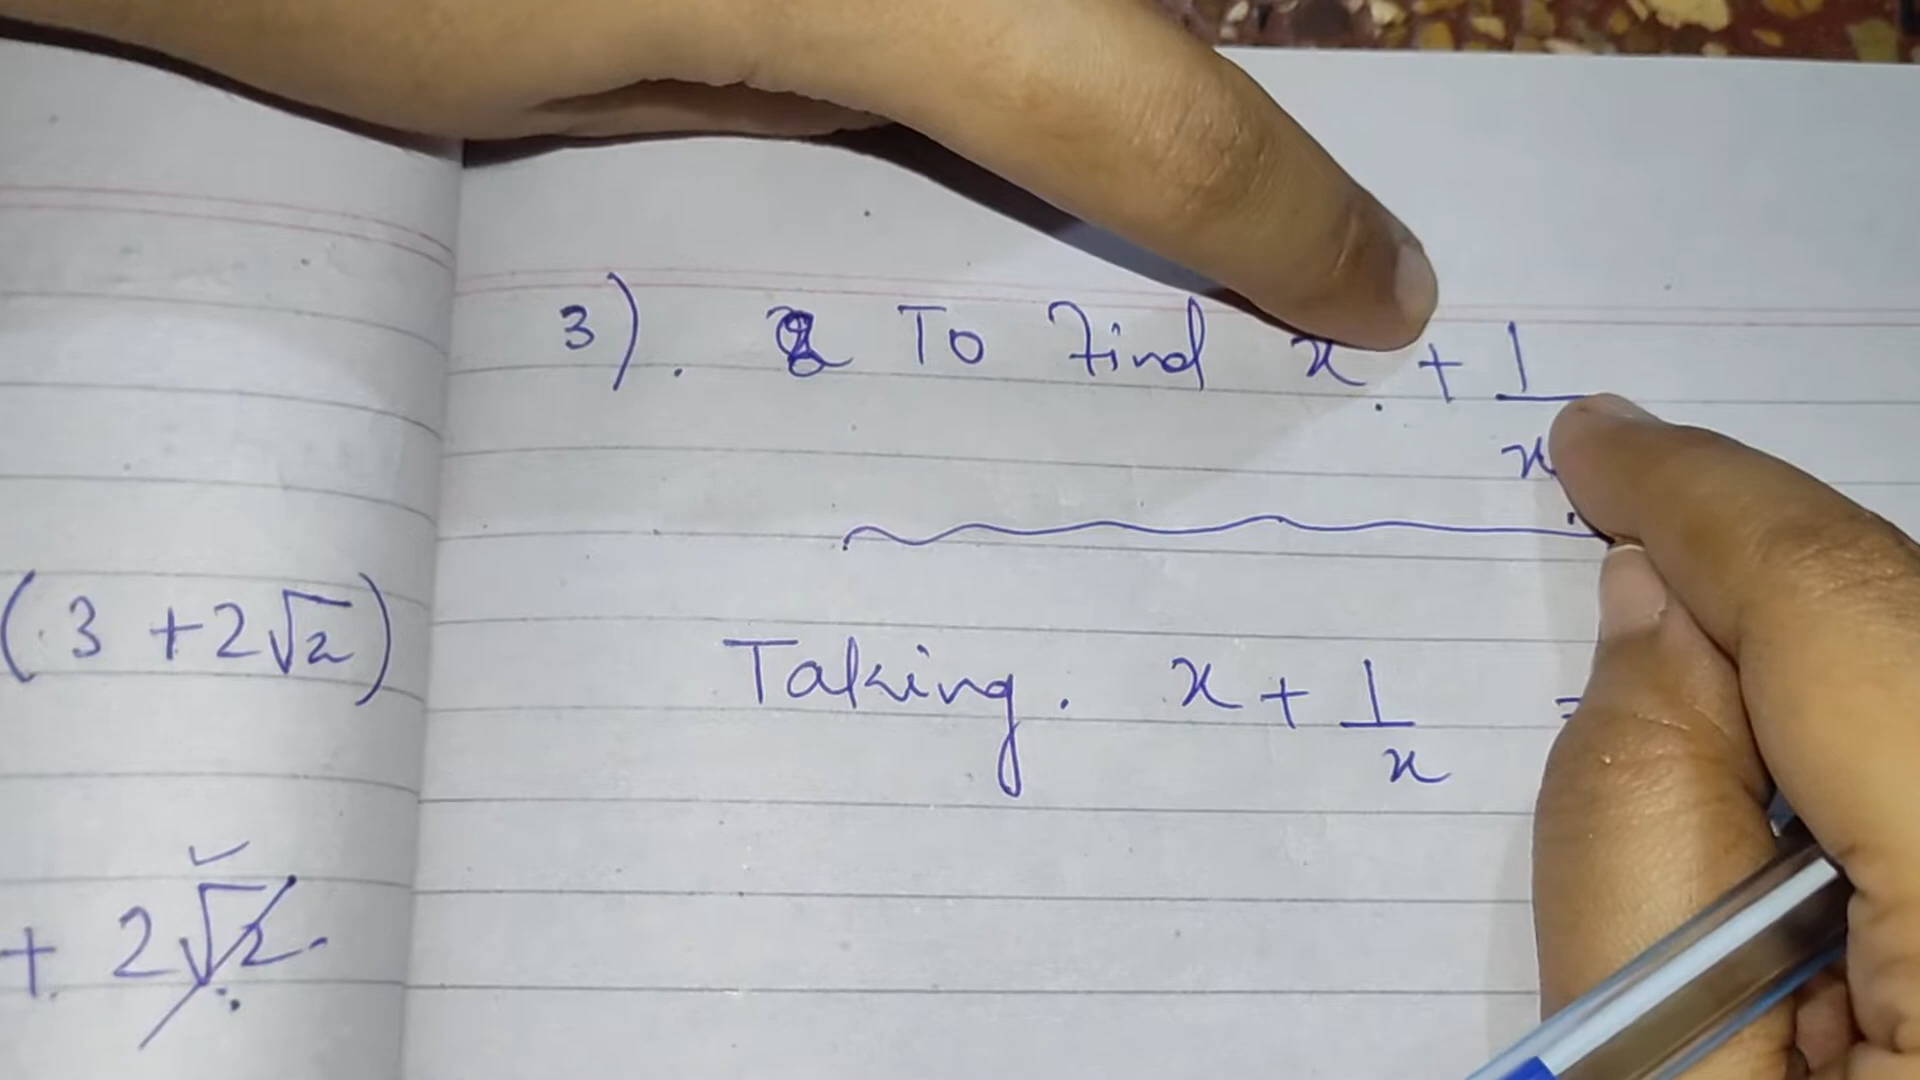 (3 + 2√2)
+ 2√2.
3). To Find x + 1/x
Taking. x + 1/x =